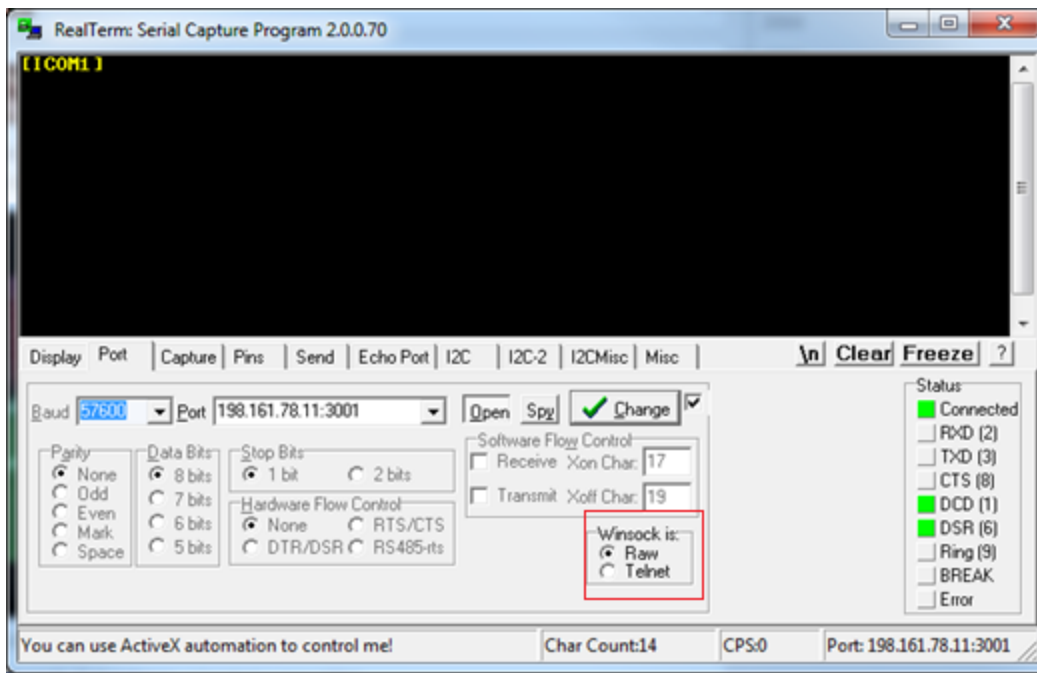 RealTerm: Serial Capture Program 2.0.0.70
[ICOM1]
Display Port Capture Pins Send Echo Port I2C I2C-2 I2CMisc Misc \n Clear Freeze ?
Baud 57600 Port 198.161.78.11:3001 Open Spy Change
Parity
None
Odd
Even
Mark
Space
Data Bits
8 bits
7 bits
6 bits
5 bits
Stop Bits
1 bit 2 bits
Hardware Flow Control
None RTS/CTS
DTR/DSR RS485-rts
Software Flow Control
Receive Xon Char: 17
Transmit Xoff Char: 19
Winsock is:
Raw
Telnet
Status
Connected
RXD (2)
TXD (3)
CTS (8)
DCD (1)
DSR (6)
Ring (9)
BREAK
Error
You can use ActiveX automation to control me! Char Count:14 CPS:0 Port: 198.161.78.11:3001